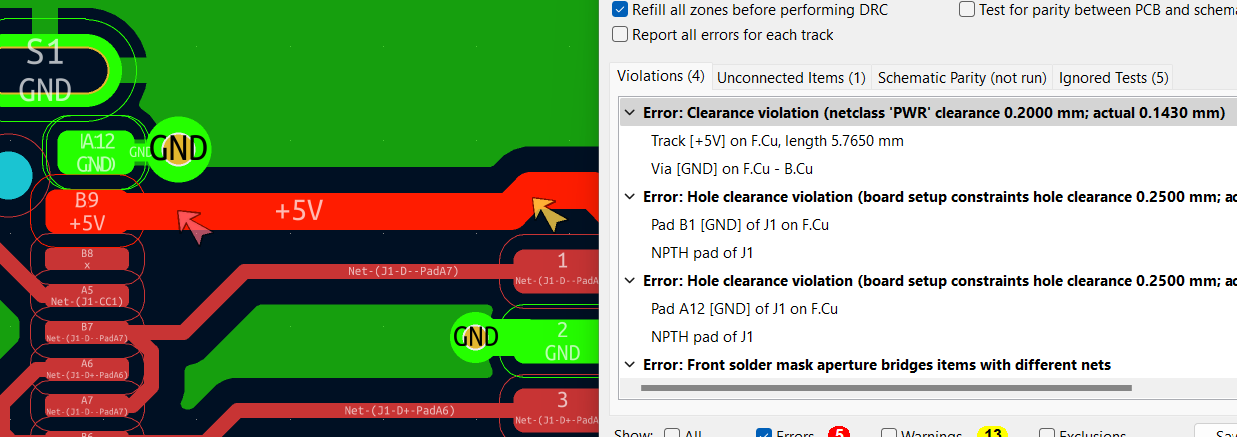 S1
GND
A12
GND
GND
GND
B9
+5V
+5V
B8
x
A5
Net-(J1-CC1)
B7
Net-(J1-D--PadA7)
A6
Net-(J1-D+-PadA6)
A7
Net-(J1-D--PadA7)
B6
Net-(J1-D--PadA7)
1
Net-(J1-D--PadA
GND
2
GND
Net-(J1-D+-PadA6)
3
Net-(J1-D+-PadA
Refill all zones before performing DRC
Test for parity between PCB and schema
Report all errors for each track
Violations (4)
Unconnected Items (1)
Schematic Parity (not run)
Ignored Tests (5)
Error: Clearance violation (netclass 'PWR' clearance 0.2000 mm; actual 0.1430 mm)
Track [+5V] on F.Cu, length 5.7650 mm
Via [GND] on F.Cu - B.Cu
Error: Hole clearance violation (board setup constraints hole clearance 0.2500 mm; ac
Pad B1 [GND] of J1 on F.Cu
NPTH pad of J1
Error: Hole clearance violation (board setup constraints hole clearance 0.2500 mm; ac
Pad A12 [GND] of J1 on F.Cu
NPTH pad of J1
Error: Front solder mask aperture bridges items with different nets
Show:
All
Errors
5
Warnings
13
Exclusions
Sav